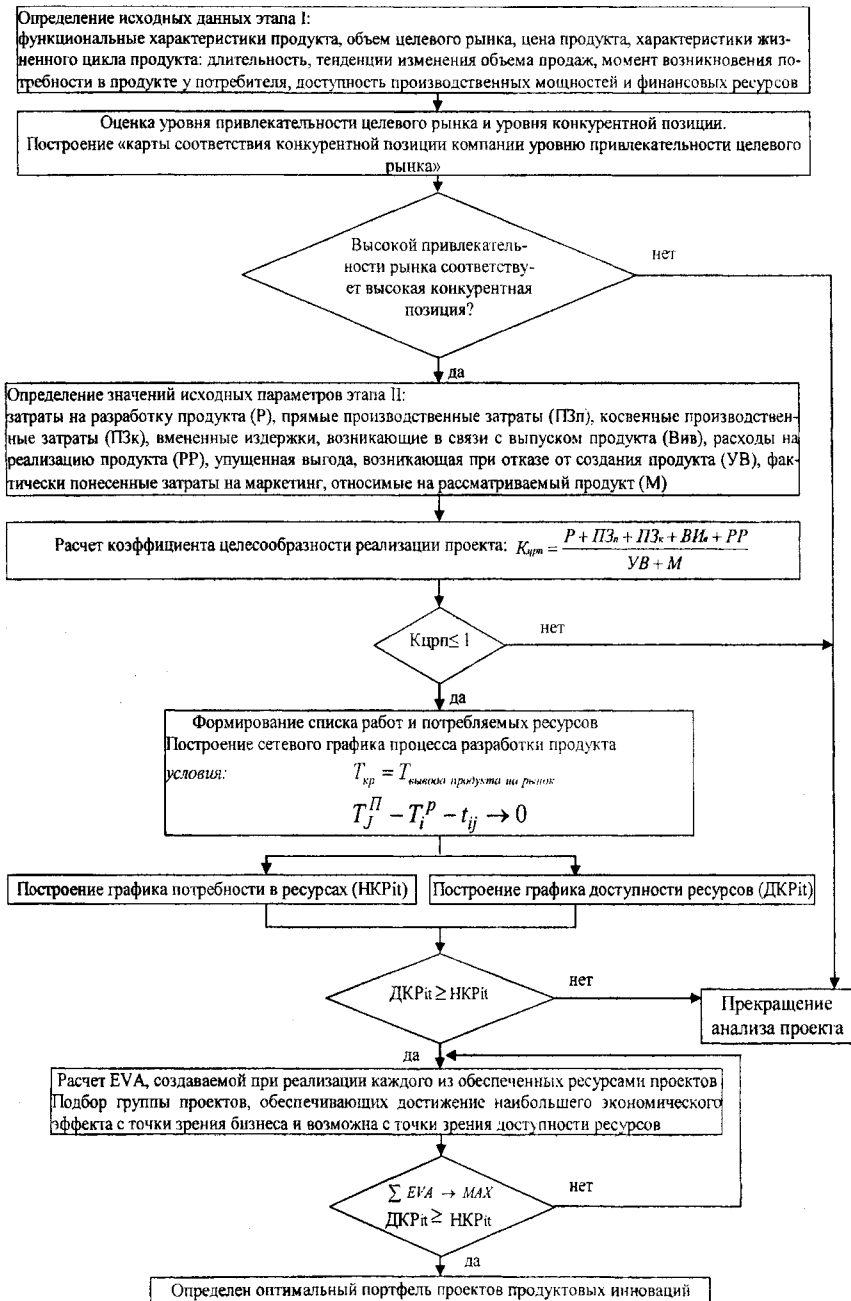 Определение исходных данных этапа I:
функциональные характеристики продукта, объем целевого рынка, цена продукта, характеристики жиз-
ненного цикла продукта: длительность, тенденции изменения объема продаж, момент возникновения по-
требности в продукте у потребителя, доступность производственных мощностей и финансовых ресурсов
Оценка уровня привлекательности целевого рынка и уровня конкурентной позиции.
Построение «карты соответствия конкурентной позиции компании уровню привлекательности целевого
рынка»
Высокой привлекатель-
ности рынка соответству-
ет высокая конкурентная
позиция?
нет
да
Определение значений исходных параметров этапа II:
затраты на разработку продукта (Р), прямые производственные затраты (ПЗп), косвенные производствен-
ные затраты (ПЗк), вмененные издержки, возникающие в связи с выпуском продукта (Вив), расходы на
реализацию продукта (РР), упущенная выгода, возникающая при отказе от создания продукта (УВ), фак-
тически понесенные затраты на маркетинг, относимые на рассматриваемый продукт (М)
Расчет коэффициента целесообразности реализации проекта: Kцрп = P + ПЗп + ПЗк + ВИв + PP
УВ + М
Кцрп≤ 1
нет
да
Формирование списка работ и потребляемых ресурсов
Построение сетевого графика процесса разработки продукта
условия: Tкр = Tвывода продукта на рынок
T_J^П − T_i^P − t_ij → 0
Построение графика потребности в ресурсах (НКРit)
Построение графика доступности ресурсов (ДКРit)
ДКРit ≥ НКРit
нет
Прекращение
анализа проекта
да
Расчет EVA, создаваемой при реализации каждого из обеспеченных ресурсами проектов
Подбор группы проектов, обеспечивающих достижение наибольшего экономического
эффекта с точки зрения бизнеса и возможна с точки зрения доступности ресурсов
∑ EVA → MAX
ДКРit ≥ НКРit
нет
да
Определен оптимальный портфель проектов продуктовых инноваций